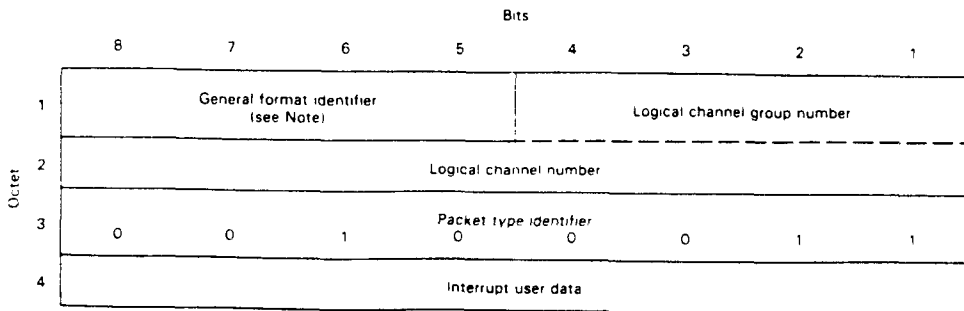 Bits
8 7 6 5 4 3 2 1
1 General format identifier Logical channel group number
(see Note)
2 Logical channel number
Octet
3 Packet type identifier
0 0 1 0 0 0 1 1
4 Interrupt user data